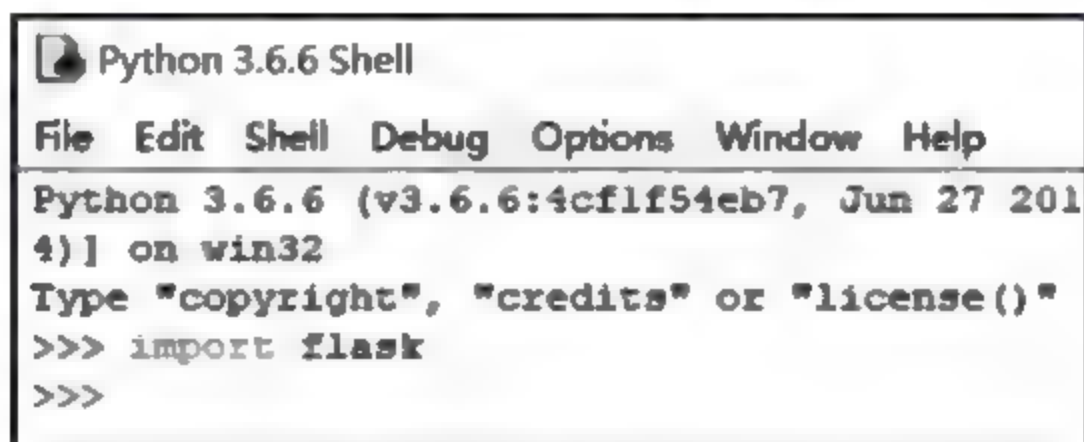 Python 3.6.6 Shell
File Edit Shell Debug Options Window Help
Python 3.6.6 (v3.6.6:4cf1f54eb7, Jun 27 201
4)] on win32
Type "copyright", "credits" or "license()"
>>> import flask
>>>